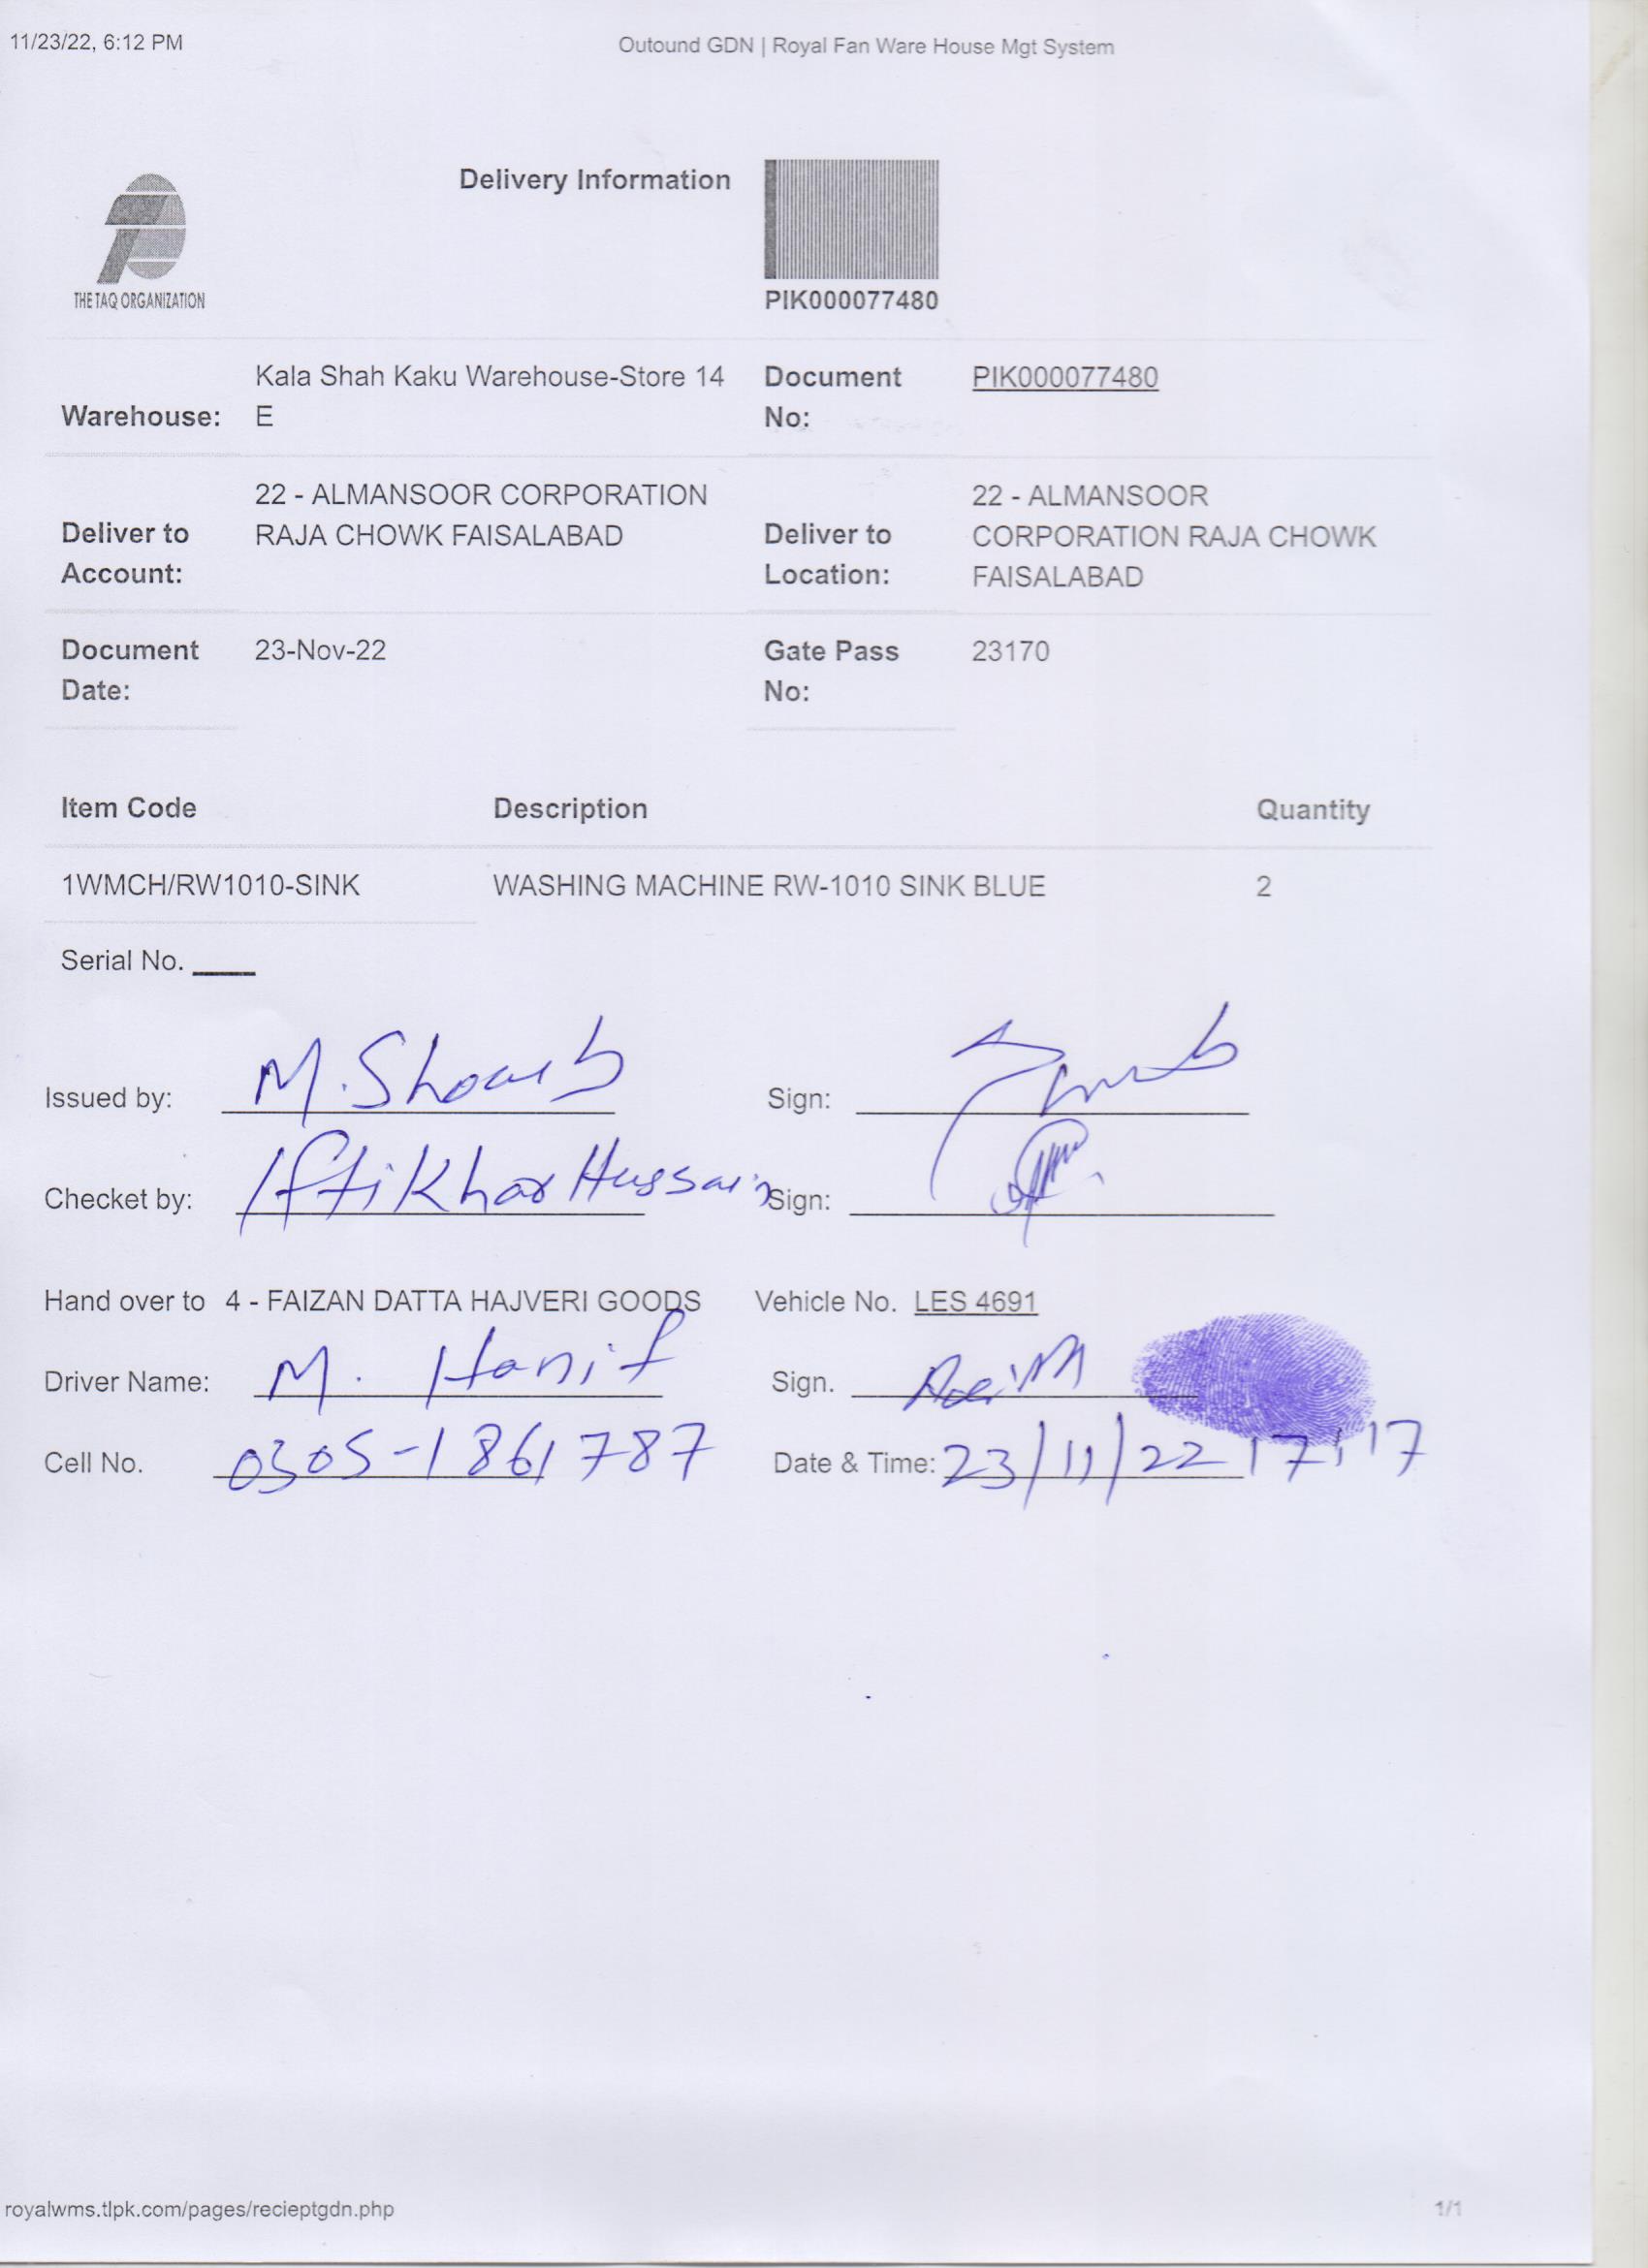 11/23/22, 6:12 PM
Outound GDN | Royal Fan Ware House Mgt System
Delivery Information
THE TAQ ORGANIZATION
PIK000077480
Warehouse: Kala Shah Kaku Warehouse-Store 14 E
Document No: PIK000077480
Deliver to Account: 22 - ALMANSOOR CORPORATION RAJA CHOWK FAISALABAD
Deliver to Location: 22 - ALMANSOOR CORPORATION RAJA CHOWK FAISALABAD
Document Date: 23-Nov-22
Gate Pass No: 23170
Item Code Description Quantity
1WMCH/RW1010-SINK WASHING MACHINE RW-1010 SINK BLUE 2
Serial No.
Issued by: M. Shoaib Sign:
Checket by: Iftikhar Hussain Sign:
Hand over to 4 - FAIZAN DATTA HAJVERI GOODS Vehicle No. LES 4691
Driver Name: M. Hanif Sign.
Cell No. 0305-1861787 Date & Time: 23/11/22 17:17
royalwms.tlpk.com/pages/recieptgdn.php
1/1